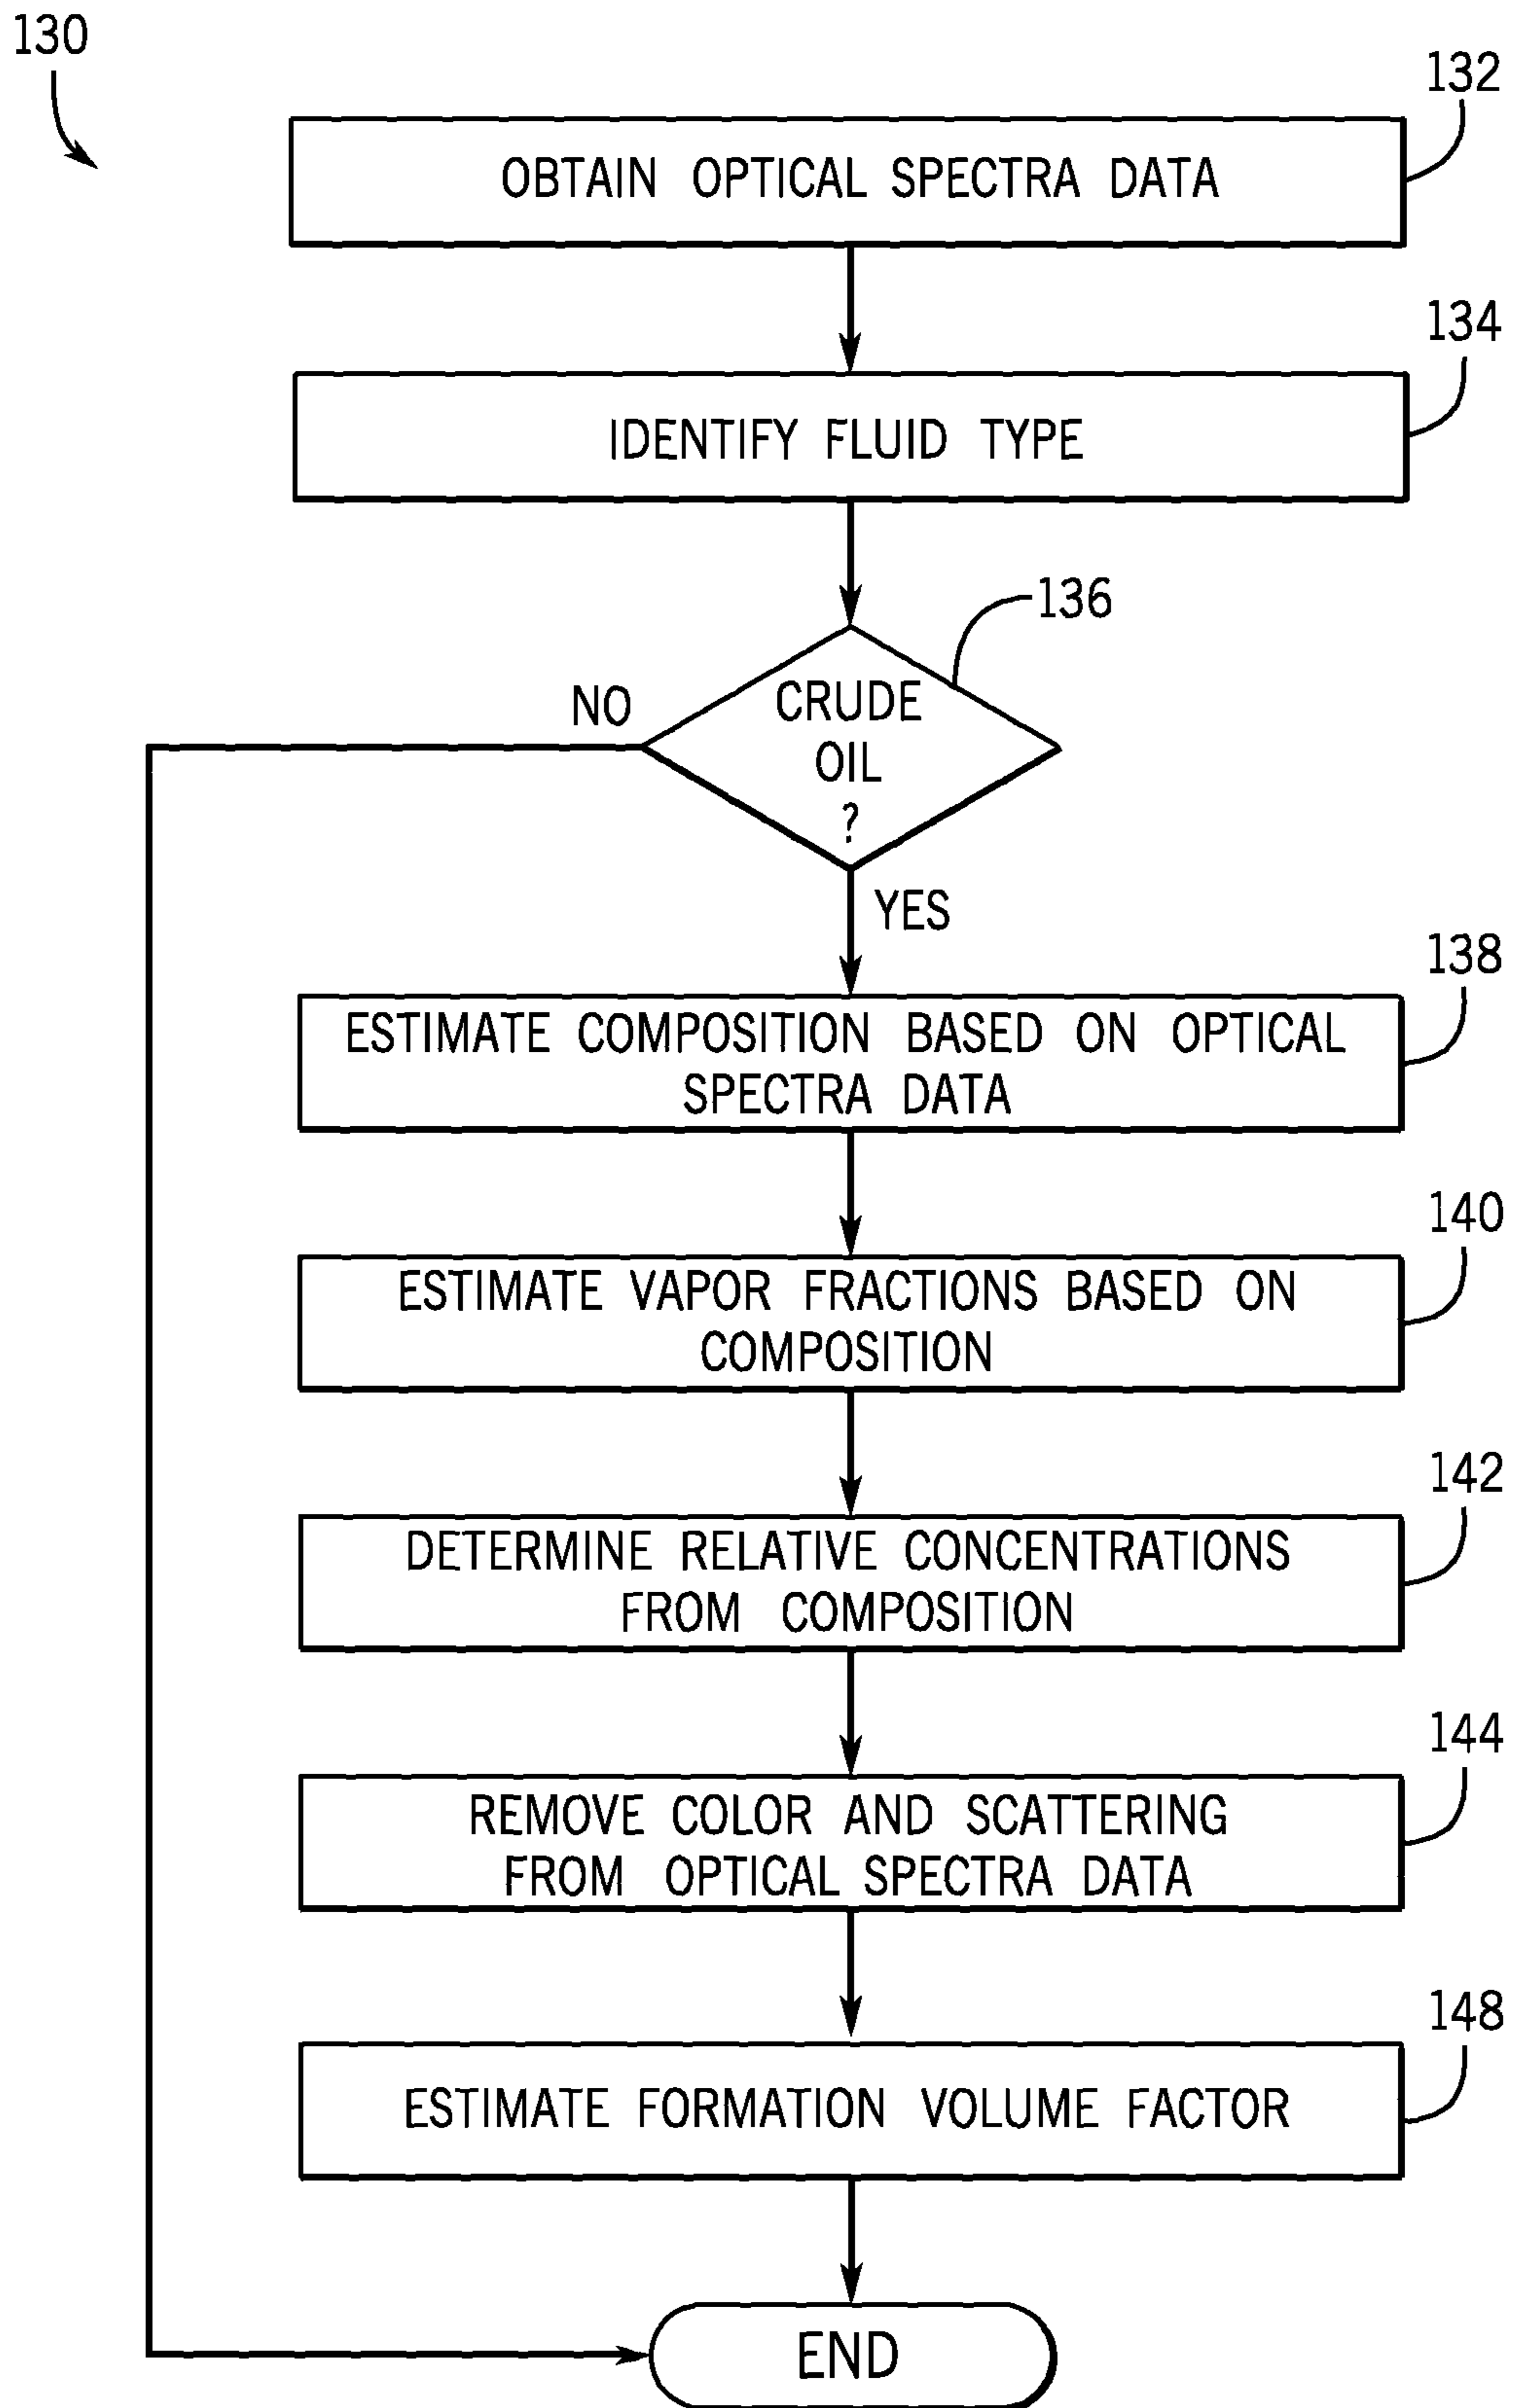 130
132
OBTAIN OPTICAL SPECTRA DATA
134
IDENTIFY FLUID TYPE
136
CRUDE
OIL
?
NO
YES
138
ESTIMATE COMPOSITION BASED ON OPTICAL
SPECTRA DATA
140
ESTIMATE VAPOR FRACTIONS BASED ON
COMPOSITION
142
DETERMINE RELATIVE CONCENTRATIONS
FROM COMPOSITION
144
REMOVE COLOR AND SCATTERING
FROM OPTICAL SPECTRA DATA
148
ESTIMATE FORMATION VOLUME FACTOR
END